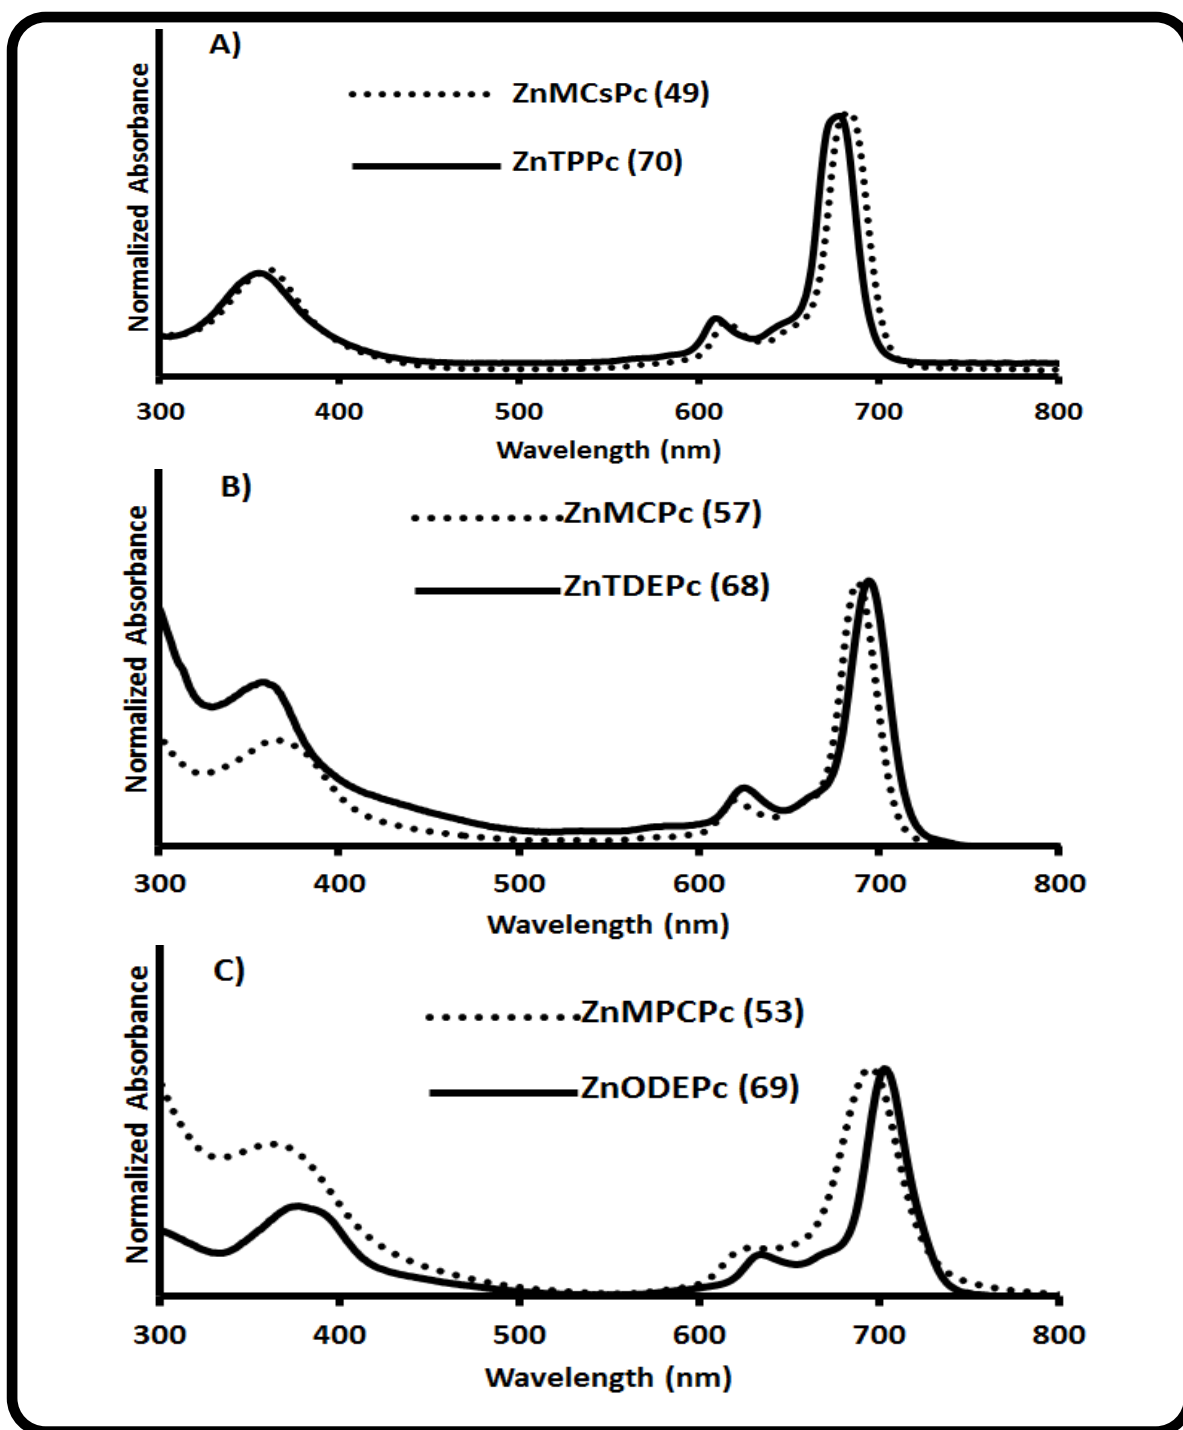 A)
ZnMCsPc (49)
ZnTPPc (70)
Normalized Absorbance
300 400 500 600 700 800
Wavelength (nm)
B)
ZnMCPc (57)
ZnTDEPc (68)
Normalized Absorbance
300 400 500 600 700 800
Wavelength (nm)
C)
ZnMPCPc (53)
ZnODEPc (69)
Normalized Absorbance
300 400 500 600 700 800
Wavelength (nm)